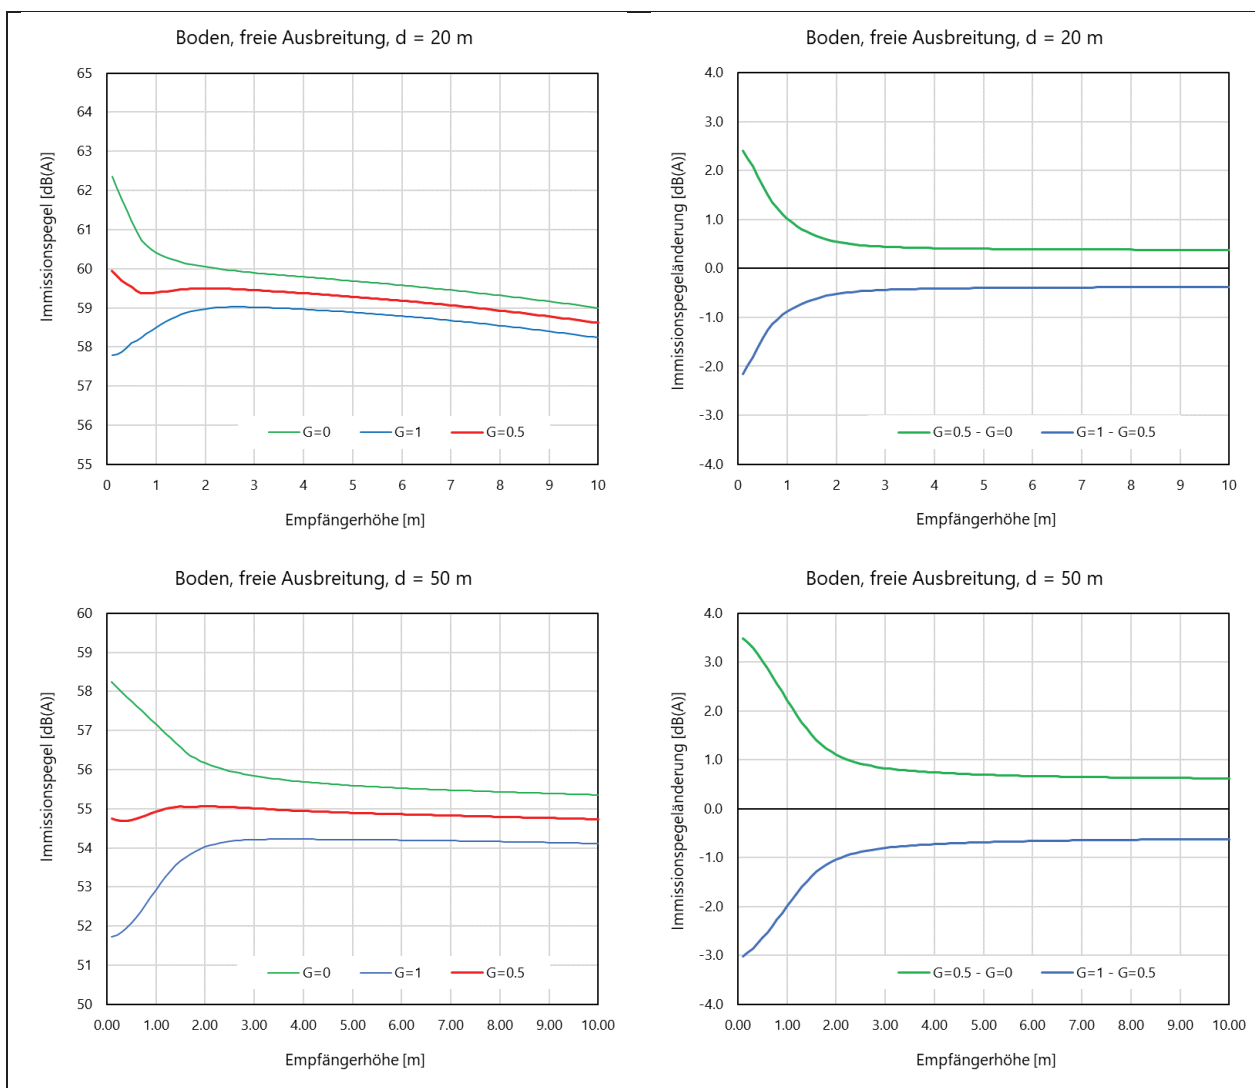 Boden, freie Ausbreitung, d = 20 m
65
64
63
62
61
60
59
58
57
56
55
Immissionspegel [dB(A)]
G=0 G=1 G=0.5
0 1 2 3 4 5 6 7 8 9 10
Empfängerhöhe [m]
Boden, freie Ausbreitung, d = 20 m
4.0
3.0
2.0
1.0
0.0
-1.0
-2.0
-3.0
-4.0
Immissionspegeländerung [dB(A)]
G=0.5 - G=0 G=1 - G=0.5
0 1 2 3 4 5 6 7 8 9 10
Empfängerhöhe [m]
Boden, freie Ausbreitung, d = 50 m
60
59
58
57
56
55
54
53
52
51
50
Immissionspegel [dB(A)]
G=0 G=1 G=0.5
0.00 1.00 2.00 3.00 4.00 5.00 6.00 7.00 8.00 9.00 10.00
Empfängerhöhe [m]
Boden, freie Ausbreitung, d = 50 m
4.0
3.0
2.0
1.0
0.0
-1.0
-2.0
-3.0
-4.0
Immissionspegeländerung [dB(A)]
G=0.5 - G=0 G=1 - G=0.5
0.00 1.00 2.00 3.00 4.00 5.00 6.00 7.00 8.00 9.00 10.00
Empfängerhöhe [m]